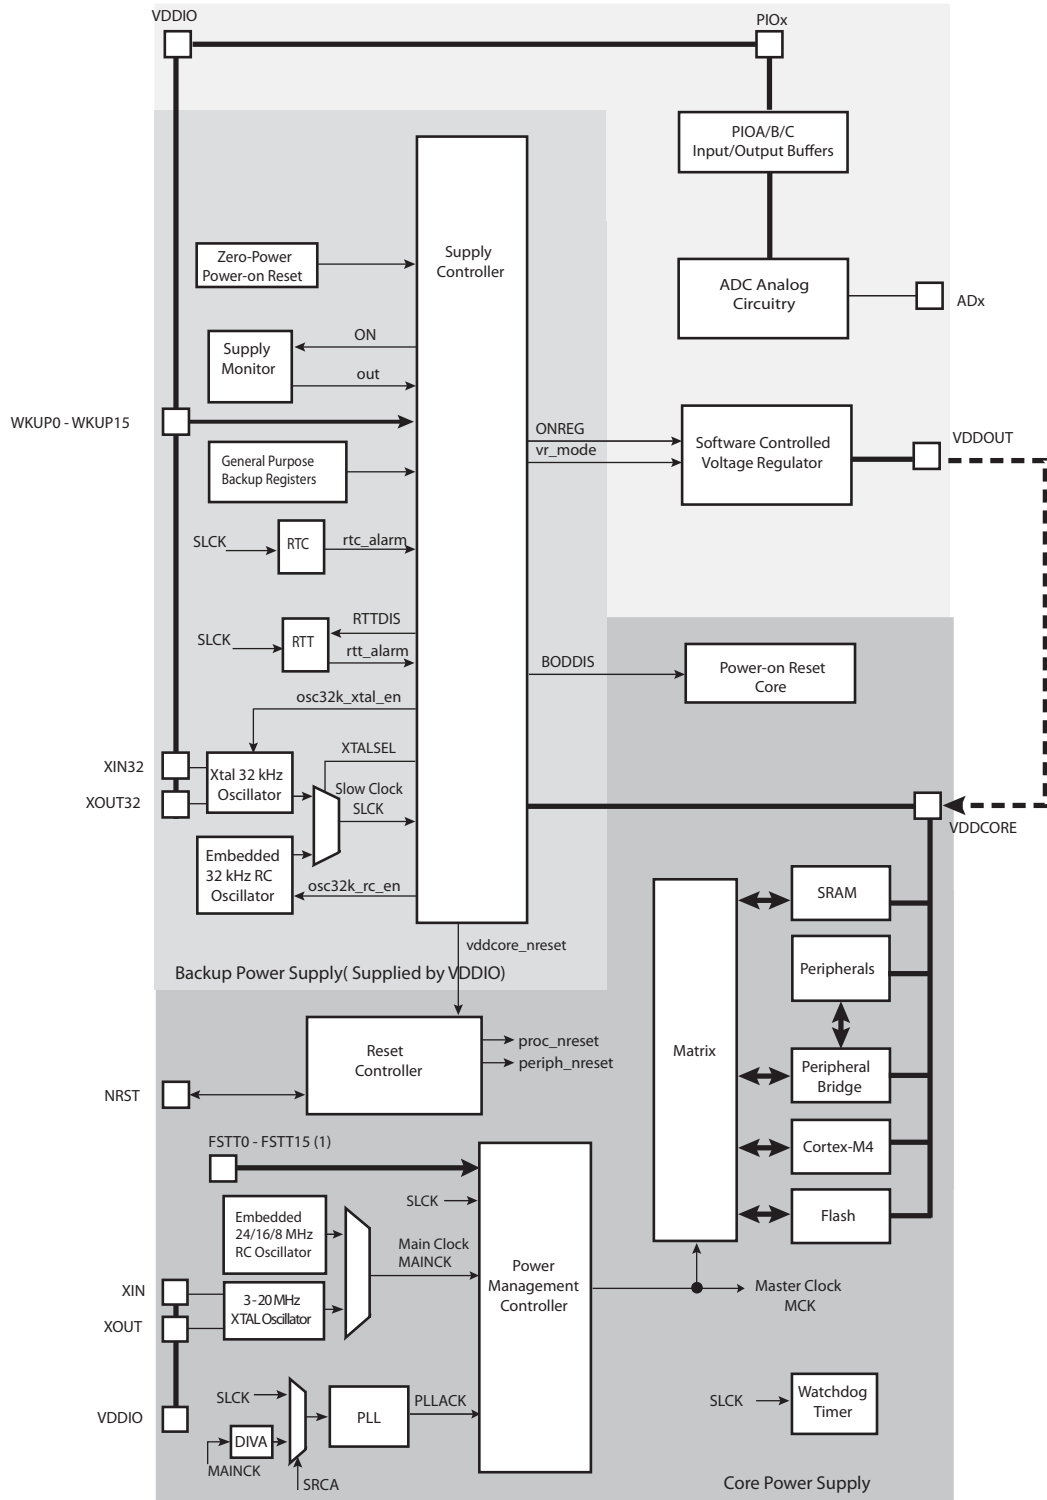 VDDIO
PIOx
PIOA/B/C
Input/Output Buffers
Supply
Controller
Zero-Power
Power-on Reset
ADC Analog
Circuitry
ADx
ON
Supply
Monitor
out
WKUP0 - WKUP15
ONREG
vr_mode
Software Controlled
Voltage Regulator
VDDOUT
General Purpose
Backup Registers
SLCK
RTC
rtc_alarm
RTTDIS
SLCK
RTT
rtt_alarm
BODDIS
Power-on Reset
Core
osc32k_xtal_en
XTALSEL
XIN32
Xtal 32 kHz
Oscillator
XOUT32
Slow Clock
SLCK
VDDCORE
Embedded
32 kHz RC
Oscillator
osc32k_rc_en
SRAM
vddcore_nreset
Backup Power Supply( Supplied by VDDIO)
Peripherals
Reset
Controller
proc_nreset
periph_nreset
Matrix
Peripheral
Bridge
NRST
FSTT0 - FSTT15 (1)
Cortex-M4
SLCK
Flash
Embedded
24/16/8 MHz
RC Oscillator
Main Clock
MAINCK
Power
Management
Controller
XIN
3-20 MHz
XTAL Oscillator
XOUT
Master Clock
MCK
SLCK
PLLACK
PLL
VDDIO
DIVA
MAINCK
SRCA
SLCK
Watchdog
Timer
Core Power Supply